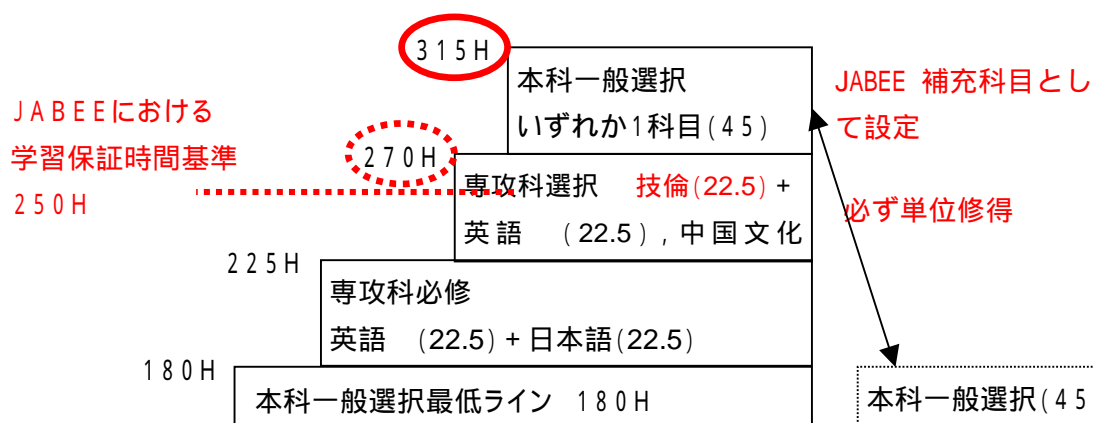 315H
本科一般選択
いずれか1科目(45)
JABEE 補充科目とし
て設定
JABEEにおける
学習保証時間基準
250H
270H
専攻科選択 技倫(22.5) +
英語 (22.5) , 中国文化
必ず単位修得
225H
専攻科必修
英語 (22.5) + 日本語(22.5)
180H
本科一般選択最低ライン 180H
本科一般選択(45